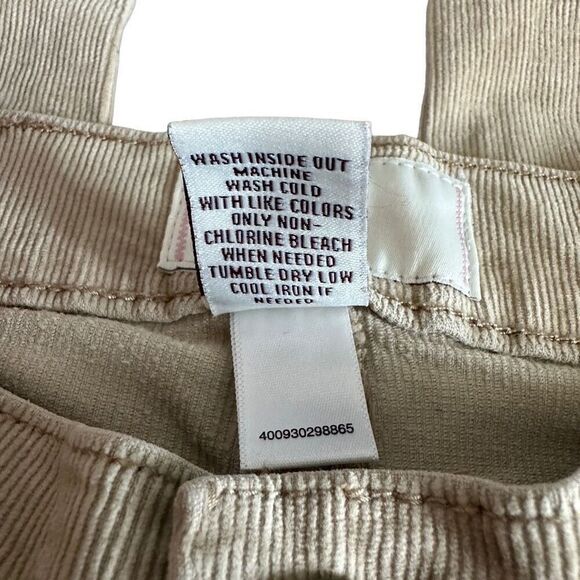 WASH INSIDE OUT
MACHINE
WASH COLD
WITH LIKE COLORS
ONLY NON-
CHLORINE BLEACH
WHEN NEEDED
TUMBLE DRY LOW
COOL IRON IF
NEEDED
400930298865